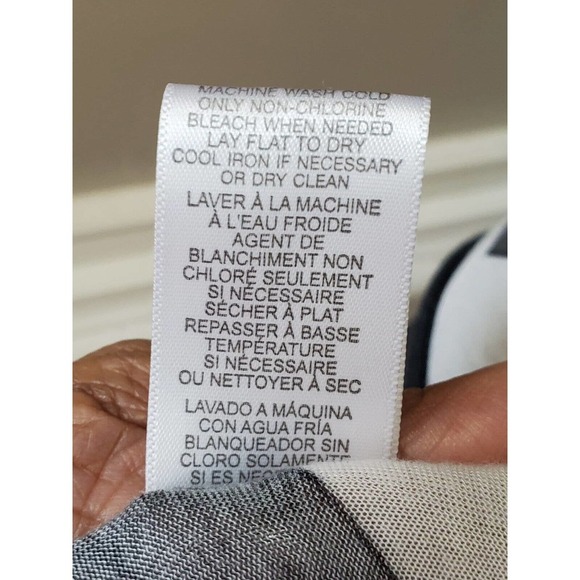 MACHINE WASH COLD
ONLY NON-CHLORINE
BLEACH WHEN NEEDED
LAY FLAT TO DRY
COOL IRON IF NECESSARY
OR DRY CLEAN
LAVER À LA MACHINE
À L'EAU FROIDE
AGENT DE
BLANCHIMENT NON
CHLORÉ SEULEMENT
SI NÉCESSAIRE
SÉCHER À PLAT
REPASSER À BASSE
TEMPÉRATURE
SI NÉCESSAIRE
OU NETTOYER À SEC
LAVADO A MÁQUINA
CON AGUA FRÍA
BLANQUEADOR SIN
CLORO SOLAMENTE
SI ES